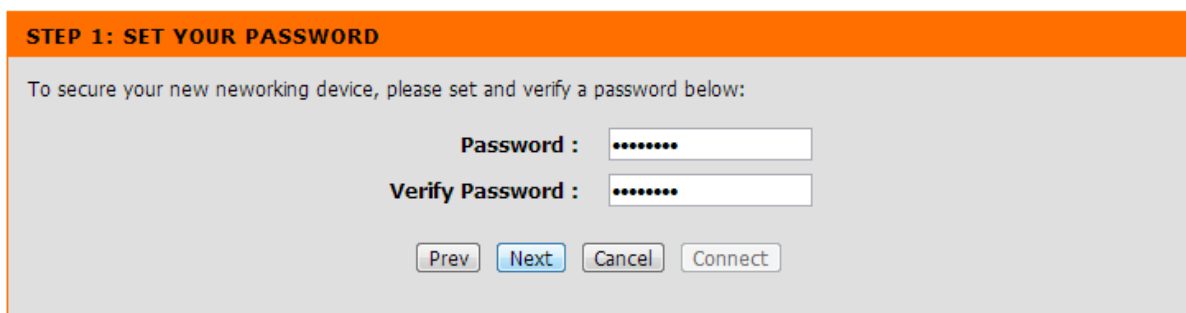 STEP 1: SET YOUR PASSWORD
To secure your new neworking device, please set and verify a password below:
Password : ••••••••
Verify Password : ••••••••
Prev Next Cancel Connect